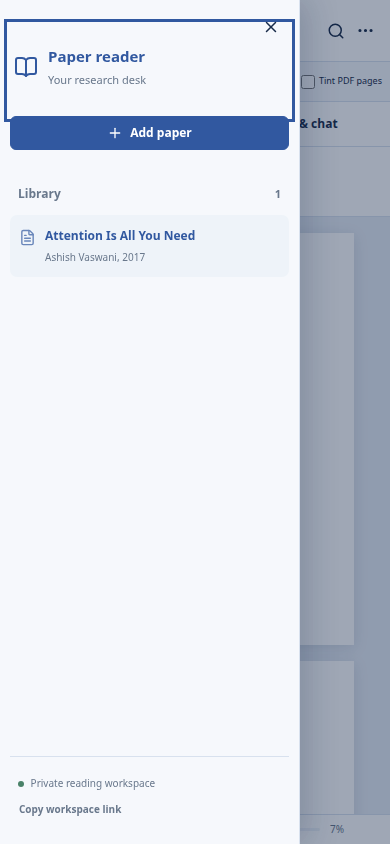 Paper reader
Your research desk
Add paper
Library 1
Attention Is All You Need
Ashish Vaswani, 2017
Private reading workspace
Copy workspace link
Tint PDF pages
& chat
7%